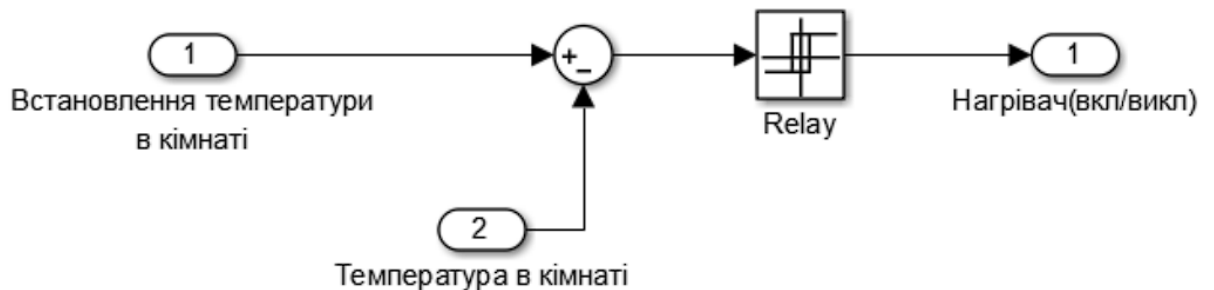 1
Встановлення температури
в кімнаті
+
−
Relay
1
Нагрівач(вкл/викл)
2
Температура в кімнаті